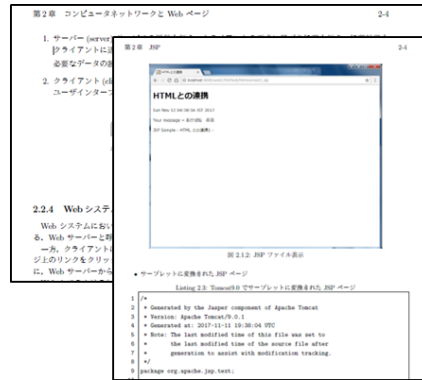 第2章 コンピュータネットワークと Web ページ 2-4
1. サーバー (server)
クライアントに
必要なデータの
2. クライアント (cl
ユーザインター
2.2.4 Web システ
Web システムにおい
る。Web サーバーと
一方、クライアントに
ジ上のリンクをクリッ
に、Web サーバーから
第2章 JSP 2-4
HTMLとの連携
HTMLとの連携
Your message =
JSP Sample : HTML との連携
図 2.1.2: JSP ファイル表示
• サーブレットに変換された JSP ページ
Listing 2.3: Tomcat9.0 でサーブレットに変換された JSP ページ
1 /*
2 * Generated by the Jasper component of Apache Tomcat
3 * Version: Apache Tomcat/9.0.1
4 * Generated at: 2017-11-11 19:38:04 UTC
5 * Note: The last modified time of this file was set to
6 * the last modified time of the source file after
7 * generation to assist with modification tracking.
8 */
9 package org.apache.jsp.test;